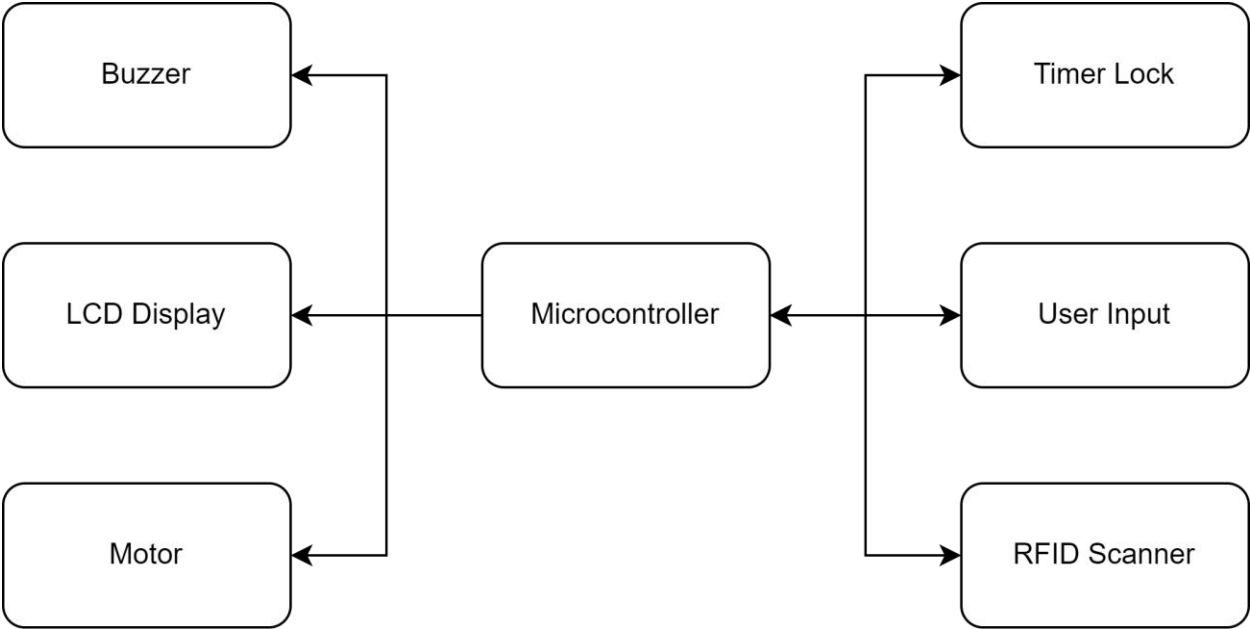 Buzzer
Timer Lock
LCD Display
Microcontroller
User Input
Motor
RFID Scanner